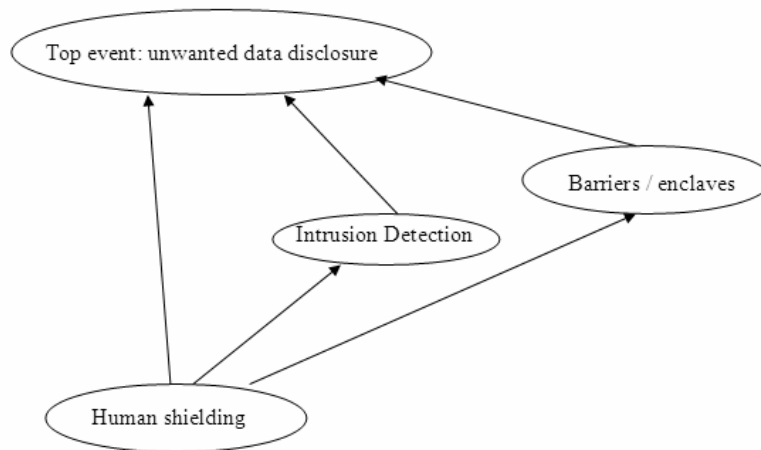 Top event: unwanted data disclosure
Barriers / enclaves
Intrusion Detection
Human shielding